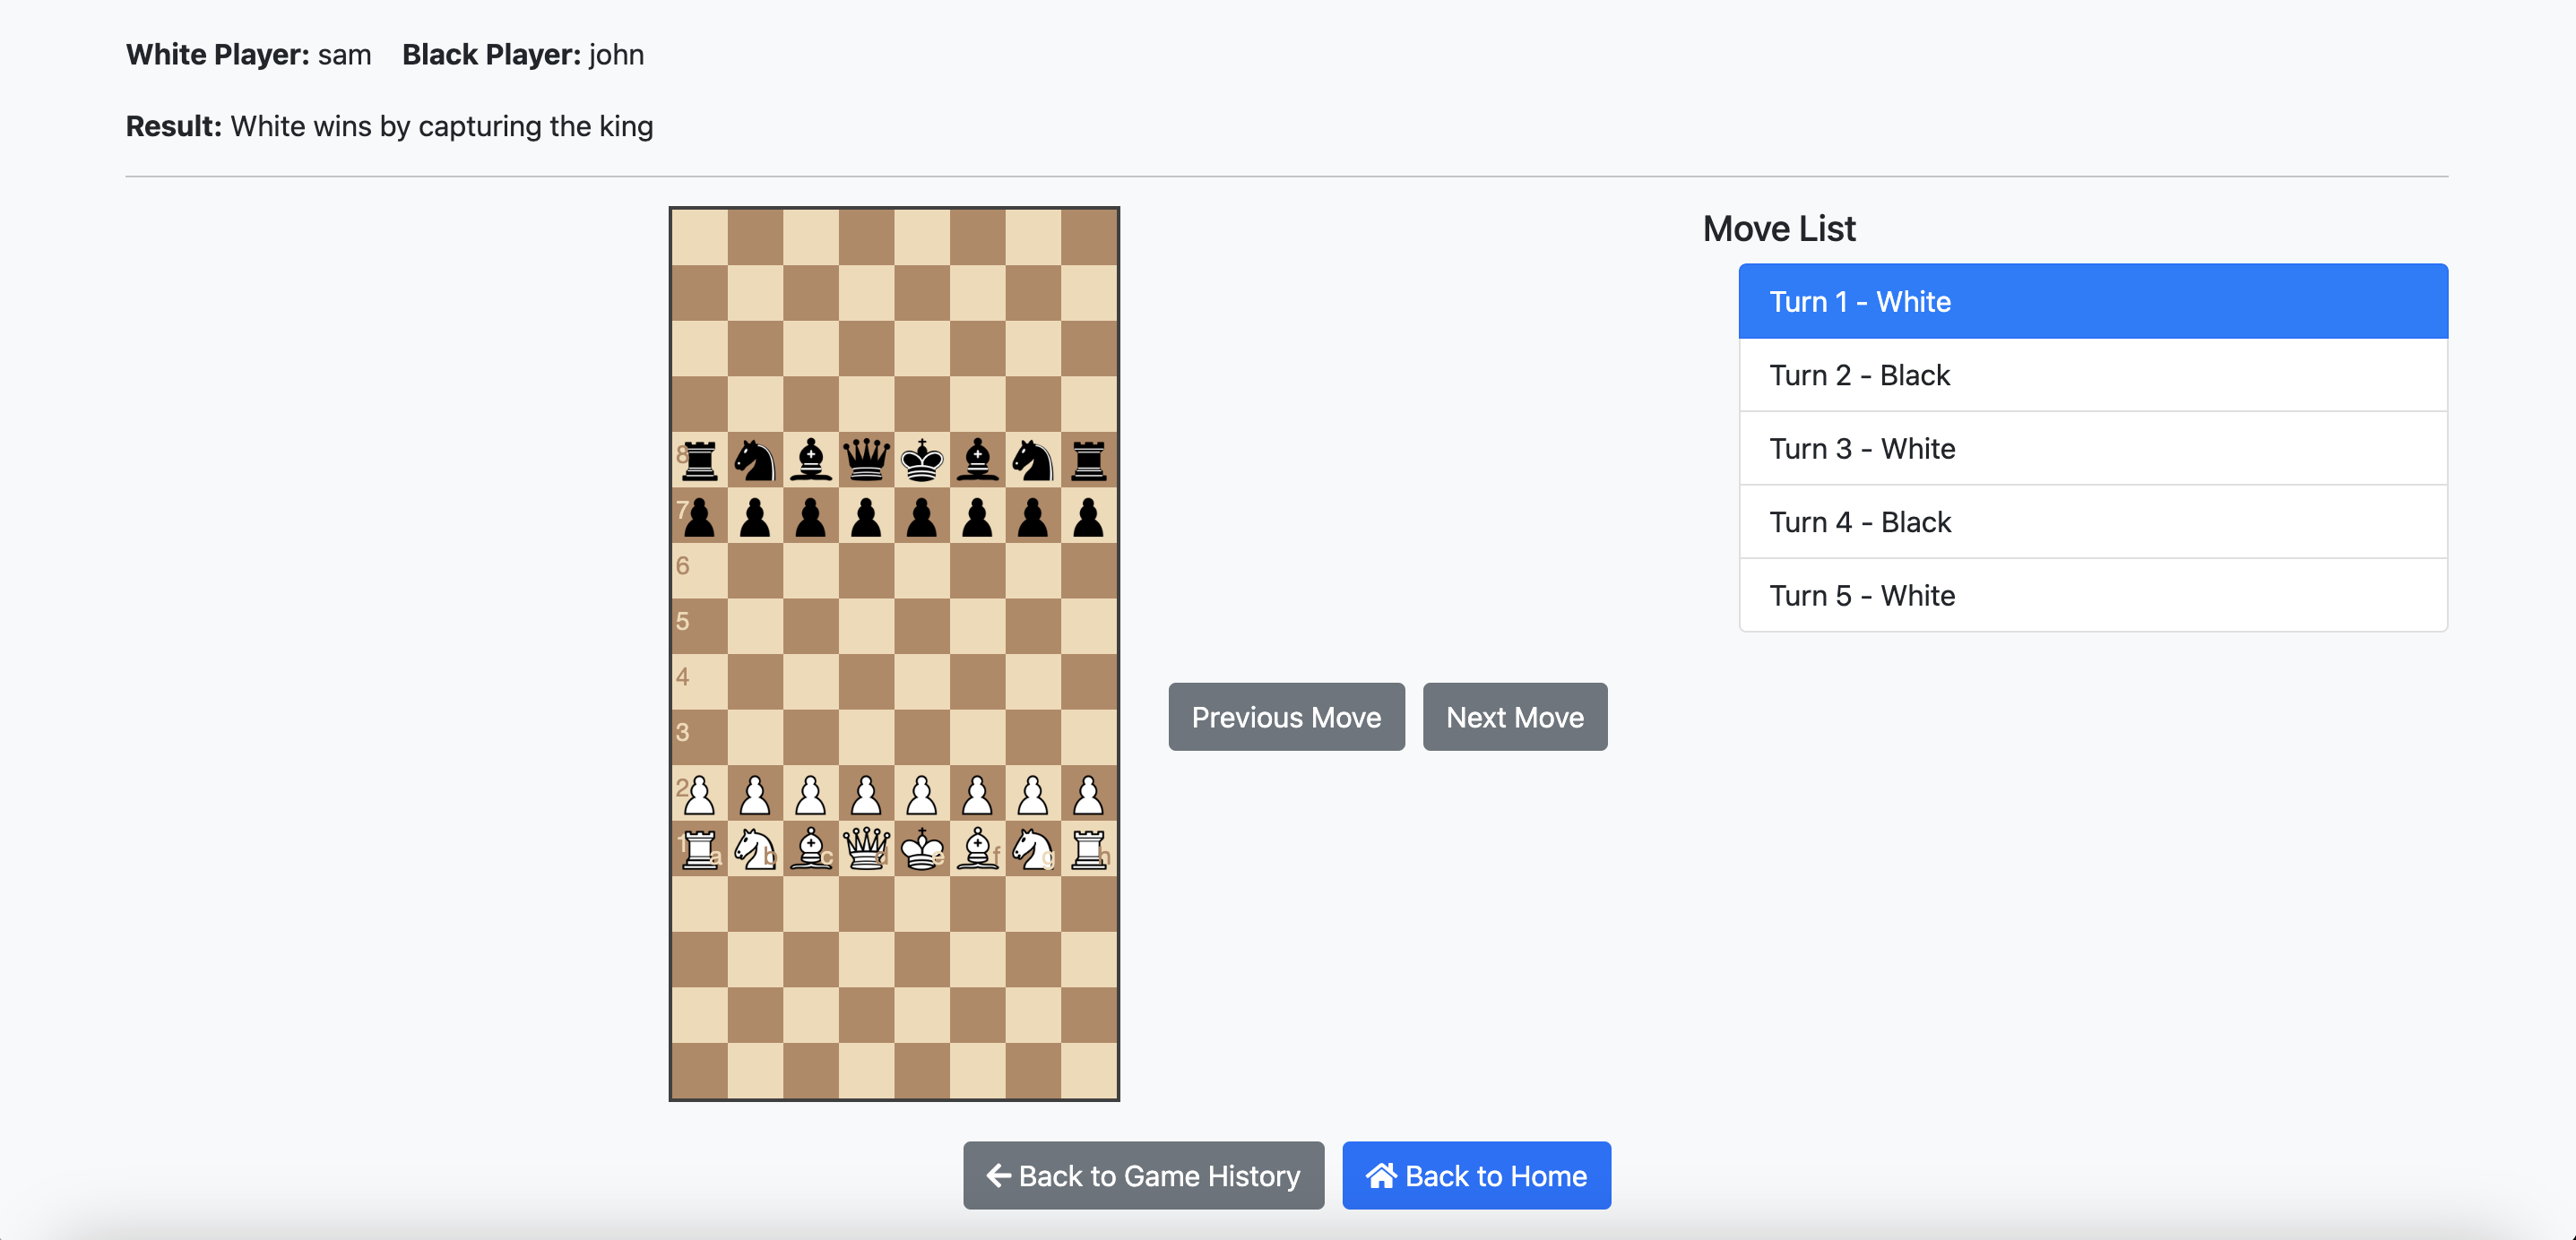 White Player: sam Black Player: john
Result: White wins by capturing the king
Move List
Turn 1 - White
Turn 2 - Black
Turn 3 - White
Turn 4 - Black
Turn 5 - White
8
7
6
5
4
3
2
1 a b c d e f g h
Previous Move Next Move
Back to Game History Back to Home